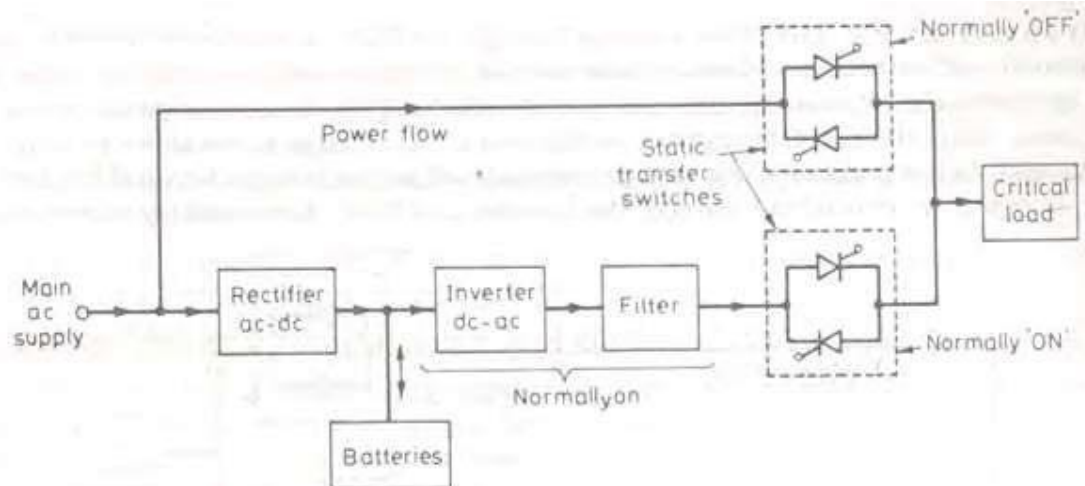 Normally 'OFF'
Power flow
Static
transfer
switches
Critical
load
Main
ac
supply
Rectifier
ac-dc
Inverter
dc-ac
Filter
Normally 'ON'
Normallyon
Batteries